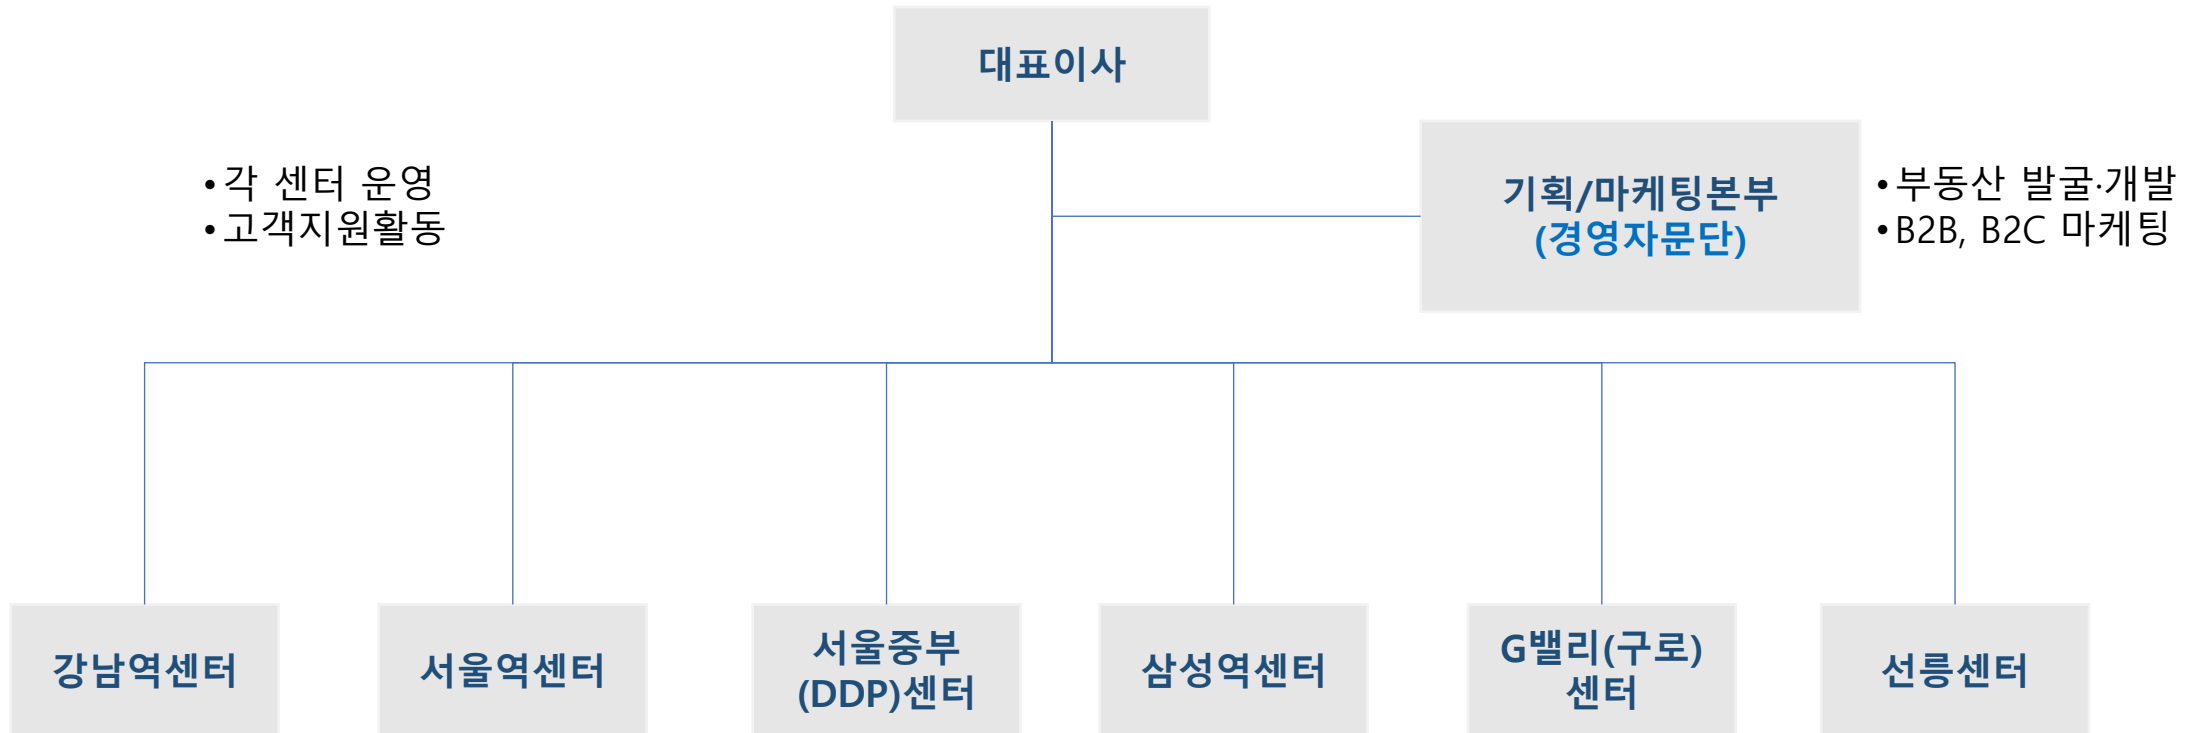 대표이사
• 각 센터 운영
• 고객지원활동
기획/마케팅본부
(경영자문단)
• 부동산 발굴·개발
• B2B, B2C 마케팅
강남역센터
서울역센터
서울중부
(DDP)센터
삼성역센터
G밸리(구로)
센터
선릉센터